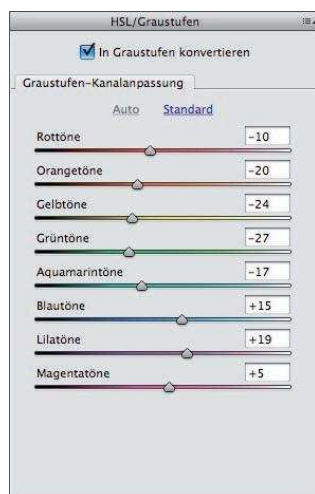 HSL/Graustufen
In Graustufen konvertieren
Graustufen-Kanalanpassung
Auto Standard
Rottöne -10
Orangetöne -20
Gelbtöne -24
Grüntöne -27
Aquamarintöne -17
Blautöne +15
Lilatöne +19
Magentatöne +5